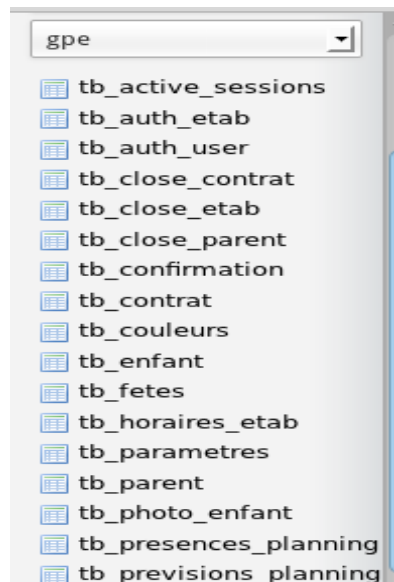 gpe
tb_active_sessions
tb_auth_etab
tb_auth_user
tb_close_contrat
tb_close_etab
tb_close_parent
tb_confirmation
tb_contrat
tb_couleurs
tb_enfant
tb_fetes
tb_horaires_etab
tb_parametres
tb_parent
tb_photo_enfant
tb_presences_planning
tb_previsions_planning